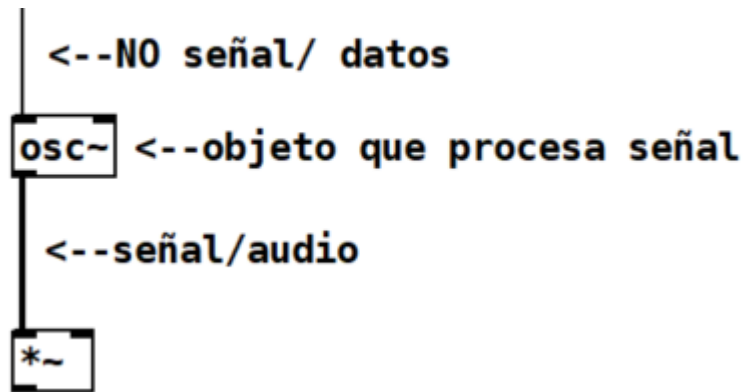 <--NO señal/ datos
osc~ <--objeto que procesa señal
<--señal/audio
*~